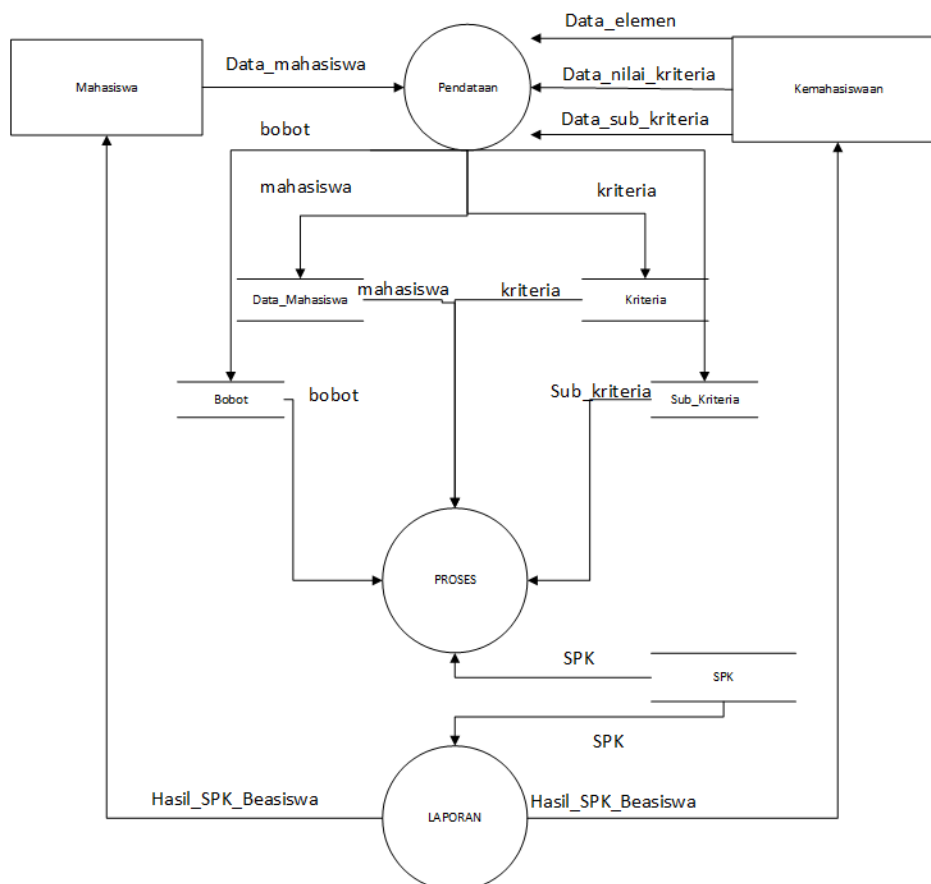 Data_elemen
Mahasiswa
Data_mahasiswa
Pendataan
Data_nilai_kriteria
Kemahasiswaan
Data_sub_kriteria
bobot
mahasiswa
kriteria
Data_Mahasiswa
mahasiswa
kriteria
Kriteria
Bobot
bobot
Sub_kriteria
Sub_Kriteria
PROSES
SPK
SPK
SPK
Hasil_SPK_Beasiswa
LAPORAN
Hasil_SPK_Beasiswa